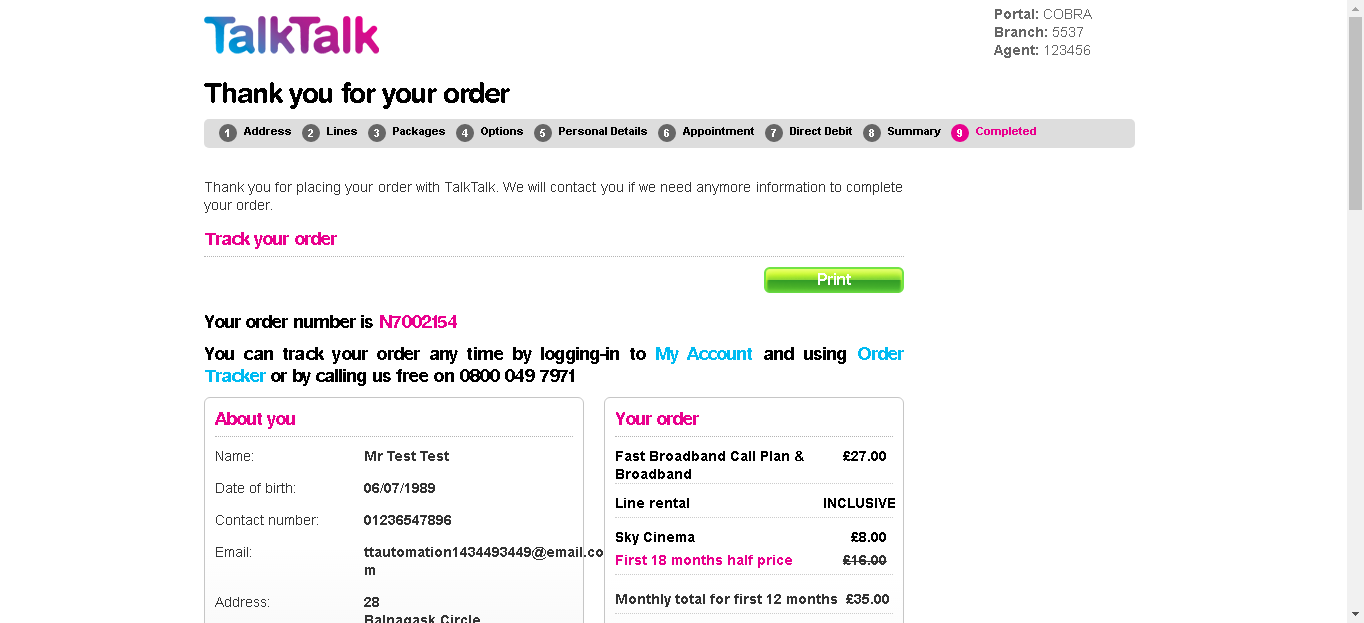 TalkTalk
Portal: COBRA
Branch: 5537
Agent: 123456
Thank you for your order
1 Address 2 Lines 3 Packages 4 Options 5 Personal Details 6 Appointment 7 Direct Debit 8 Summary 9 Completed
Thank you for placing your order with TalkTalk. We will contact you if we need anymore information to complete
your order.
Track your order
Print
Your order number is N7002154
You can track your order any time by logging-in to My Account and using Order
Tracker or by calling us free on 0800 049 7971
About you
Name: Mr Test Test
Date of birth: 06/07/1989
Contact number: 01236547896
Email: ttautomation1434493449@email.co
m
Address: 28
Balnagask Circle
Your order
Fast Broadband Call Plan & £27.00
Broadband
Line rental INCLUSIVE
Sky Cinema £8.00
First 18 months half price £16.00
Monthly total for first 12 months £35.00